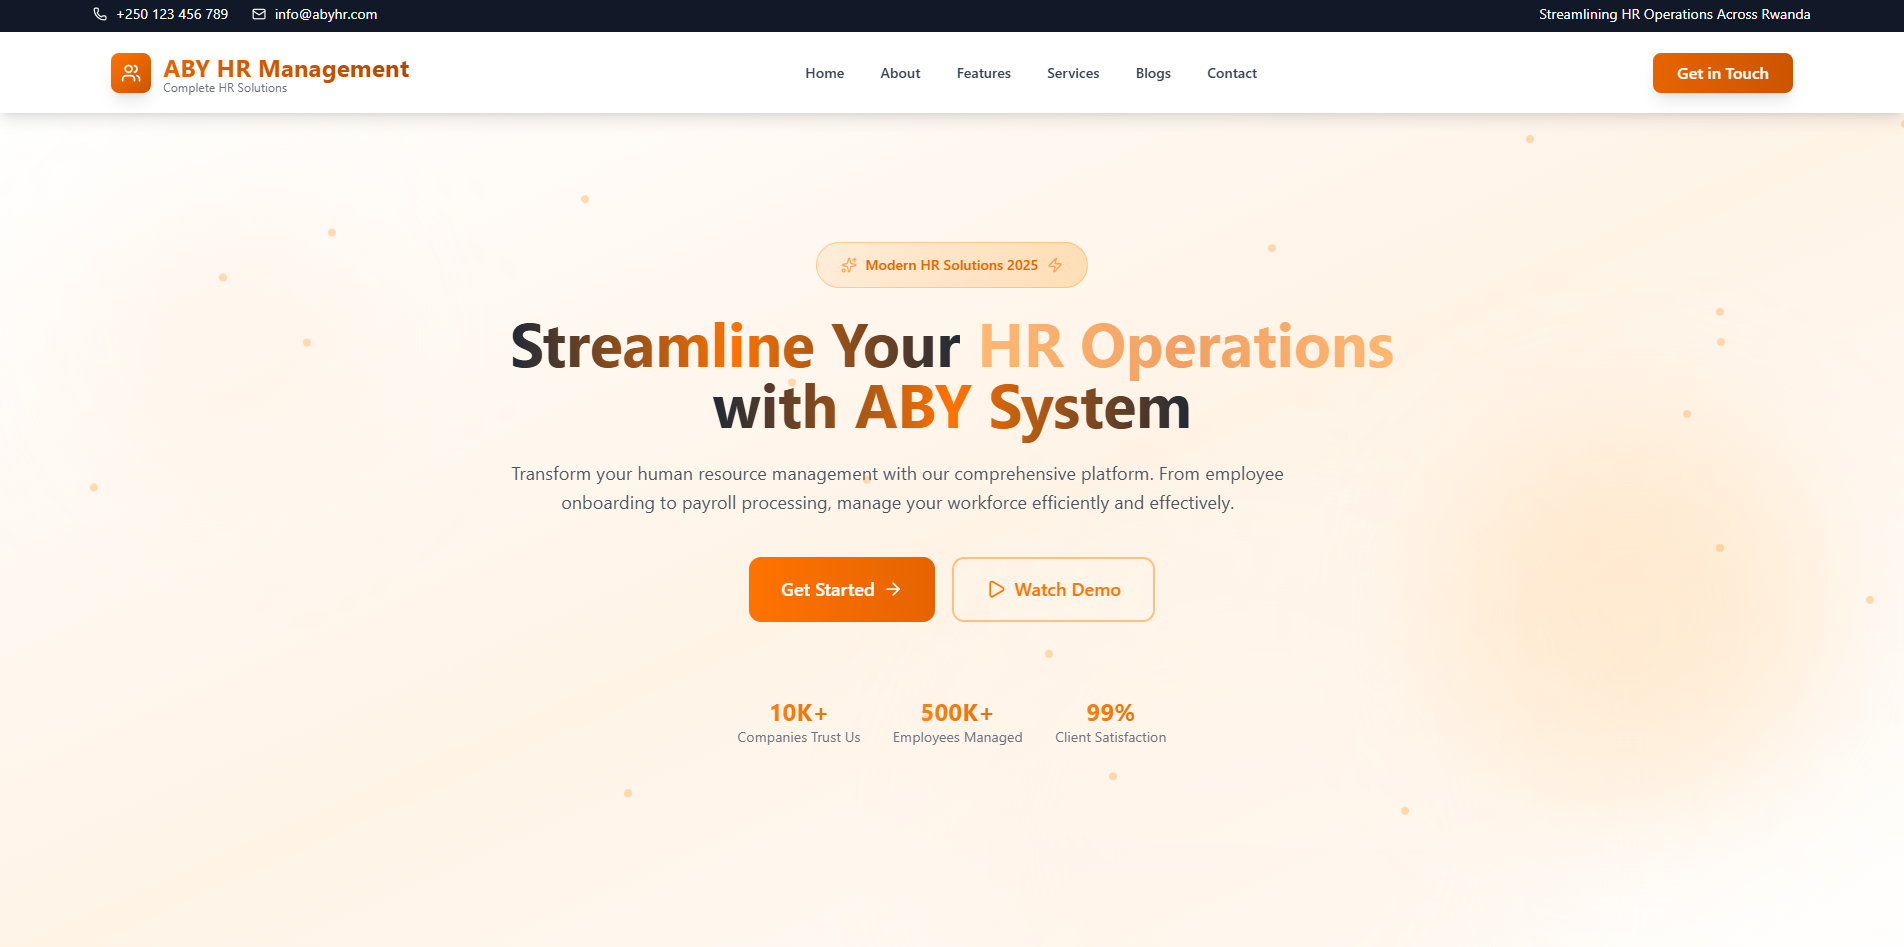 +250 123 456 789
info@abyhr.com
Streamlining HR Operations Across Rwanda
ABY HR Management
Complete HR Solutions
Home
About
Features
Services
Blogs
Contact
Get in Touch
Modern HR Solutions 2025
Streamline Your HR Operations
with ABY System
Transform your human resource management with our comprehensive platform. From employee
onboarding to payroll processing, manage your workforce efficiently and effectively.
Get Started
Watch Demo
10K+
Companies Trust Us
500K+
Employees Managed
99%
Client Satisfaction